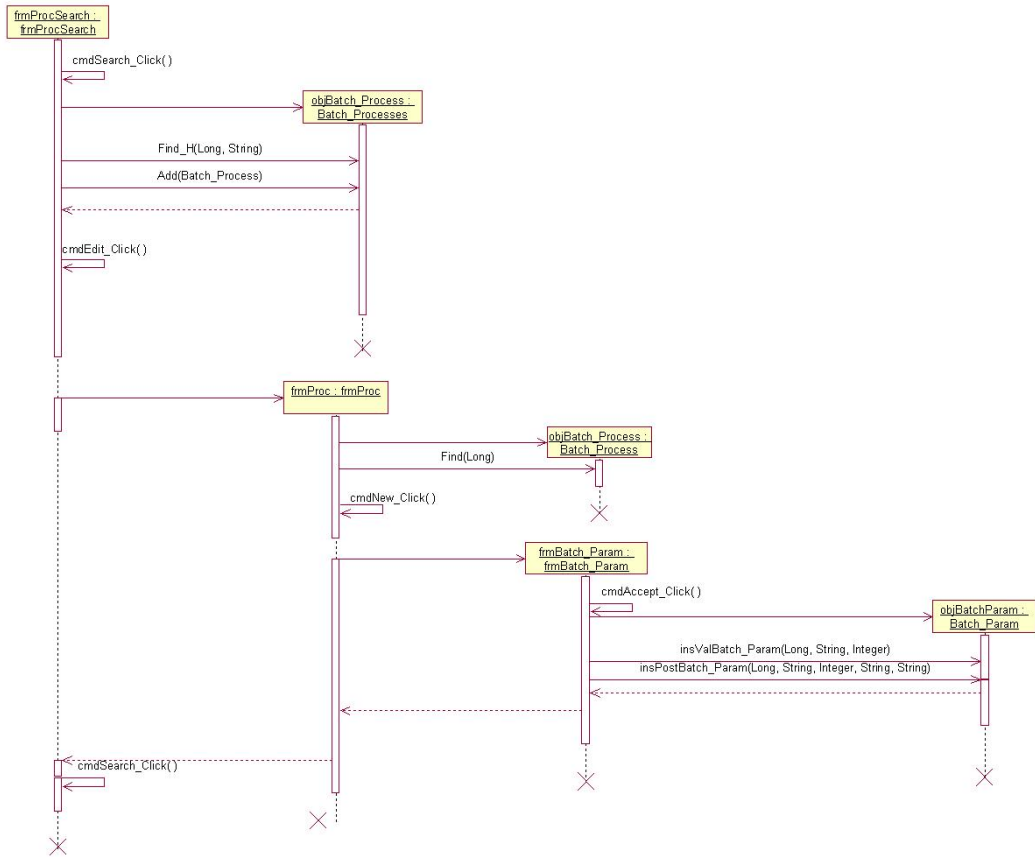 frmProcSearch :
frmProcSearch
cmdSearch_Click( )
objBatch_Process :
Batch_Processes
Find_H(Long, String)
Add(Batch_Process)
cmdEdit_Click( )
frmProc : frmProc
objBatch_Process :
Batch_Process
Find(Long)
cmdNew_Click( )
frmBatch_Param :
frmBatch_Param
cmdAccept_Click( )
objBatchParam :
Batch_Param
insValBatch_Param(Long, String, Integer)
insPostBatch_Param(Long, String, Integer, String, String)
cmdSearch_Click( )